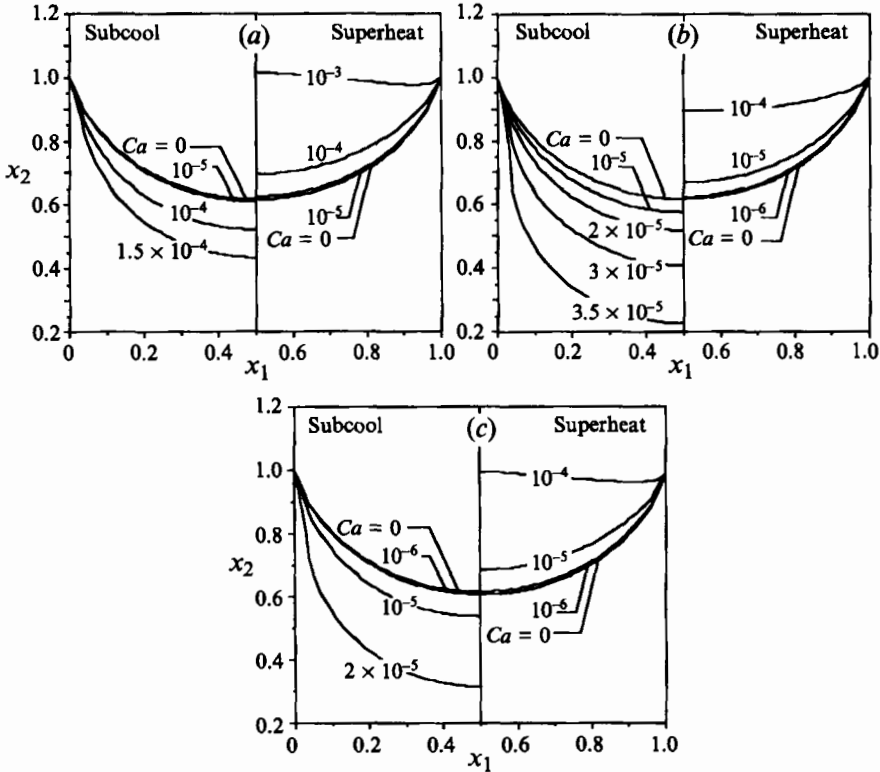 Subcool (a) Superheat
1.2
1.0
0.8
0.6
0.4
0.2
x2
0 0.2 0.4 0.6 0.8 1.0
x1
10⁻³
10⁻⁴
10⁻⁵
Ca = 0
Ca = 0
10⁻⁵
10⁻⁴
1.5 × 10⁻⁴
Subcool (b) Superheat
1.2
1.0
0.8
0.6
0.4
0.2
0 0.2 0.4 0.6 0.8 1.0
x1
10⁻⁴
10⁻⁵
10⁻⁶
Ca = 0
Ca = 0
10⁻⁵
2 × 10⁻⁵
3 × 10⁻⁵
3.5 × 10⁻⁵
Subcool (c) Superheat
1.2
1.0
0.8
0.6
0.4
0.2
x2
0 0.2 0.4 0.6 0.8 1.0
x1
10⁻⁴
10⁻⁵
10⁻⁶
Ca = 0
Ca = 0
10⁻⁶
10⁻⁵
2 × 10⁻⁵